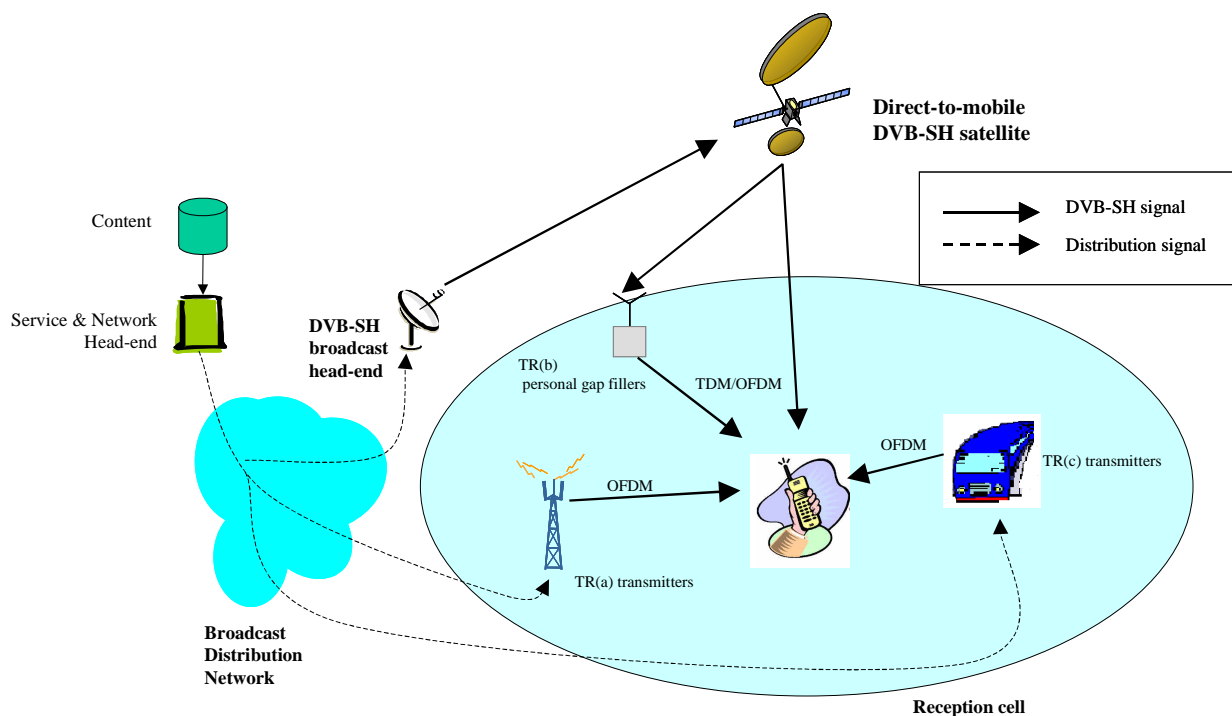 Direct-to-mobile
DVB-SH satellite
DVB-SH signal
Distribution signal
Content
Service & Network
Head-end
DVB-SH
broadcast
head-end
TR(b)
personal gap fillers
TDM/OFDM
OFDM
TR(c) transmitters
OFDM
TR(a) transmitters
Broadcast
Distribution
Network
Reception cell